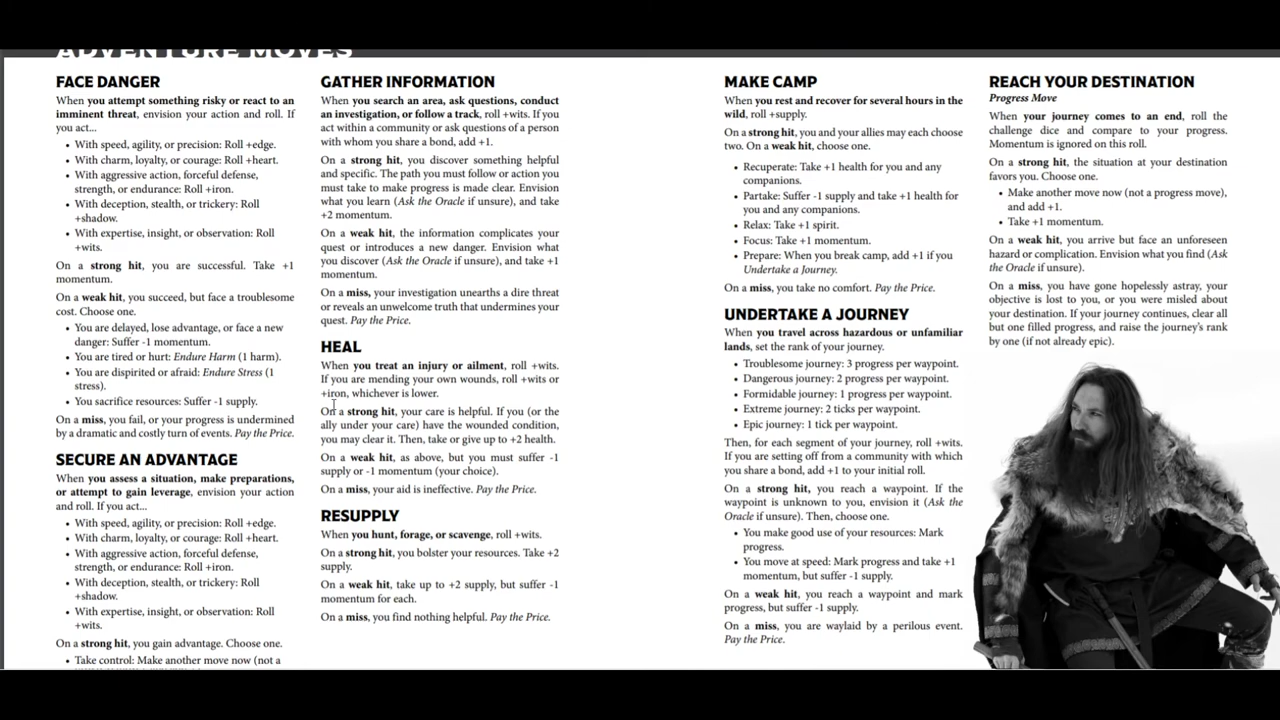 ADVENTURE MOVES
FACE DANGER
When you attempt something risky or react to an
imminent threat, envision your action and roll. If
you act...
• With speed, agility, or precision: Roll +edge.
• With charm, loyalty, or courage: Roll +heart.
• With aggressive action, forceful defense,
strength, or endurance: Roll +iron.
• With deception, stealth, or trickery: Roll
+shadow.
• With expertise, insight, or observation: Roll
+wits.
On a strong hit, you are successful. Take +1
momentum.
On a weak hit, you succeed, but face a troublesome
cost. Choose one.
• You are delayed, lose advantage, or face a new
danger: Suffer -1 momentum.
• You are tired or hurt: Endure Harm (1 harm).
• You are dispirited or afraid: Endure Stress (1
stress).
• You sacrifice resources: Suffer -1 supply.
On a miss, you fail, or your progress is undermined
by a dramatic and costly turn of events. Pay the Price.
SECURE AN ADVANTAGE
When you assess a situation, make preparations,
or attempt to gain leverage, envision your action
and roll. If you act...
• With speed, agility, or precision: Roll +edge.
• With charm, loyalty, or courage: Roll +heart.
• With aggressive action, forceful defense,
strength, or endurance: Roll +iron.
• With deception, stealth, or trickery: Roll
+shadow.
• With expertise, insight, or observation: Roll
+wits.
On a strong hit, you gain advantage. Choose one.
• Take control: Make another move now (not a
GATHER INFORMATION
When you search an area, ask questions, conduct
an investigation, or follow a track, roll +wits. If you
act within a community or ask questions of a person
with whom you share a bond, add +1.
On a strong hit, you discover something helpful
and specific. The path you must follow or action you
must take to make progress is made clear. Envision
what you learn (Ask the Oracle if unsure), and take
+2 momentum.
On a weak hit, the information complicates your
quest or introduces a new danger. Envision what
you discover (Ask the Oracle if unsure), and take +1
momentum.
On a miss, your investigation unearths a dire threat
or reveals an unwelcome truth that undermines your
quest. Pay the Price.
HEAL
When you treat an injury or ailment, roll +wits.
If you are mending your own wounds, roll +wits or
+iron, whichever is lower.
On a strong hit, your care is helpful. If you (or the
ally under your care) have the wounded condition,
you may clear it. Then, take or give up to +2 health.
On a weak hit, as above, but you must suffer -1
supply or -1 momentum (your choice).
On a miss, your aid is ineffective. Pay the Price.
RESUPPLY
When you hunt, forage, or scavenge, roll +wits.
On a strong hit, you bolster your resources. Take +2
supply.
On a weak hit, take up to +2 supply, but suffer -1
momentum for each.
On a miss, you find nothing helpful. Pay the Price.
MAKE CAMP
When you rest and recover for several hours in the
wild, roll +supply.
On a strong hit, you and your allies may each choose
two. On a weak hit, choose one.
• Recuperate: Take +1 health for you and any
companions.
• Partake: Suffer -1 supply and take +1 health for
you and any companions.
• Relax: Take +1 spirit.
• Focus: Take +1 momentum.
• Prepare: When you break camp, add +1 if you
Undertake a Journey.
On a miss, you take no comfort. Pay the Price.
UNDERTAKE A JOURNEY
When you travel across hazardous or unfamiliar
lands, set the rank of your journey.
• Troublesome journey: 3 progress per waypoint.
• Dangerous journey: 2 progress per waypoint.
• Formidable journey: 1 progress per waypoint.
• Extreme journey: 2 ticks per waypoint.
• Epic journey: 1 tick per waypoint.
Then, for each segment of your journey, roll +wits.
If you are setting off from a community with which
you share a bond, add +1 to your initial roll.
On a strong hit, you reach a waypoint. If the
waypoint is unknown to you, envision it (Ask the
Oracle if unsure). Then, choose one.
• You make good use of your resources: Mark
progress.
• You move at speed: Mark progress and take +1
momentum, but suffer -1 supply.
On a weak hit, you reach a waypoint and mark
progress, but suffer -1 supply.
On a miss, you are waylaid by a perilous event.
Pay the Price.
REACH YOUR DESTINATION
Progress Move
When your journey comes to an end, roll the
challenge dice and compare to your progress.
Momentum is ignored on this roll.
On a strong hit, the situation at your destination
favors you. Choose one.
• Make another move now (not a progress move),
and add +1.
• Take +1 momentum.
On a weak hit, you arrive but face an unforeseen
hazard or complication. Envision what you find (Ask
the Oracle if unsure).
On a miss, you have gone hopelessly astray, your
objective is lost to you, or you were misled about
your destination. If your journey continues, clear all
but one filled progress, and raise the journey's rank
by one (if not already epic).